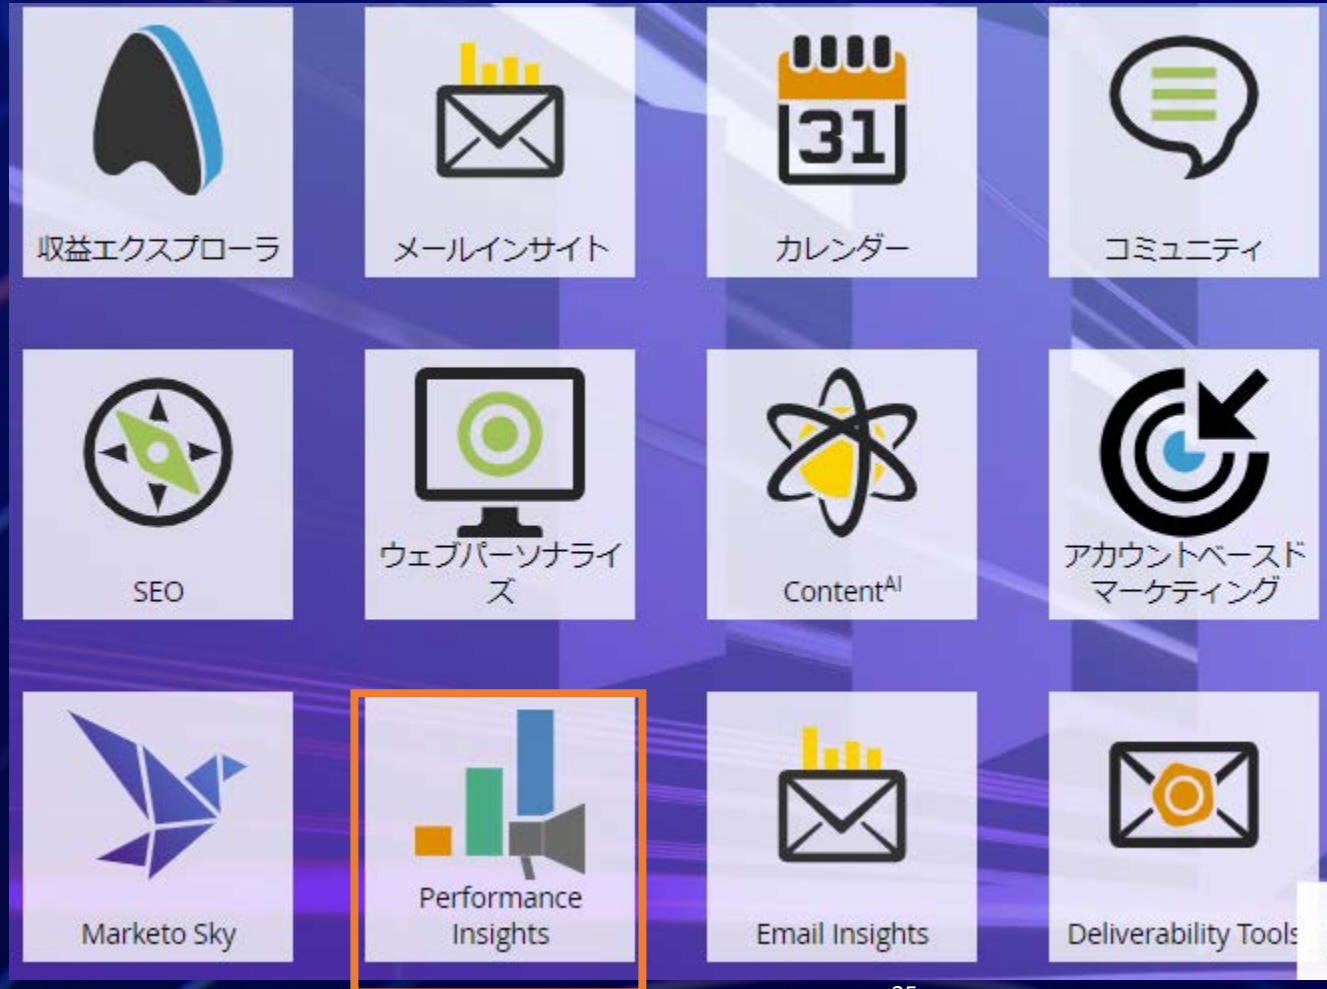 31
収益エクスプローラ
メールインサイト
カレンダー
コミュニティ
SEO
ウェブパーソナライ
ズ
ContentAI
アカウントベースド
マーケティング
Marketo Sky
Performance
Insights
Email Insights
Deliverability Tools